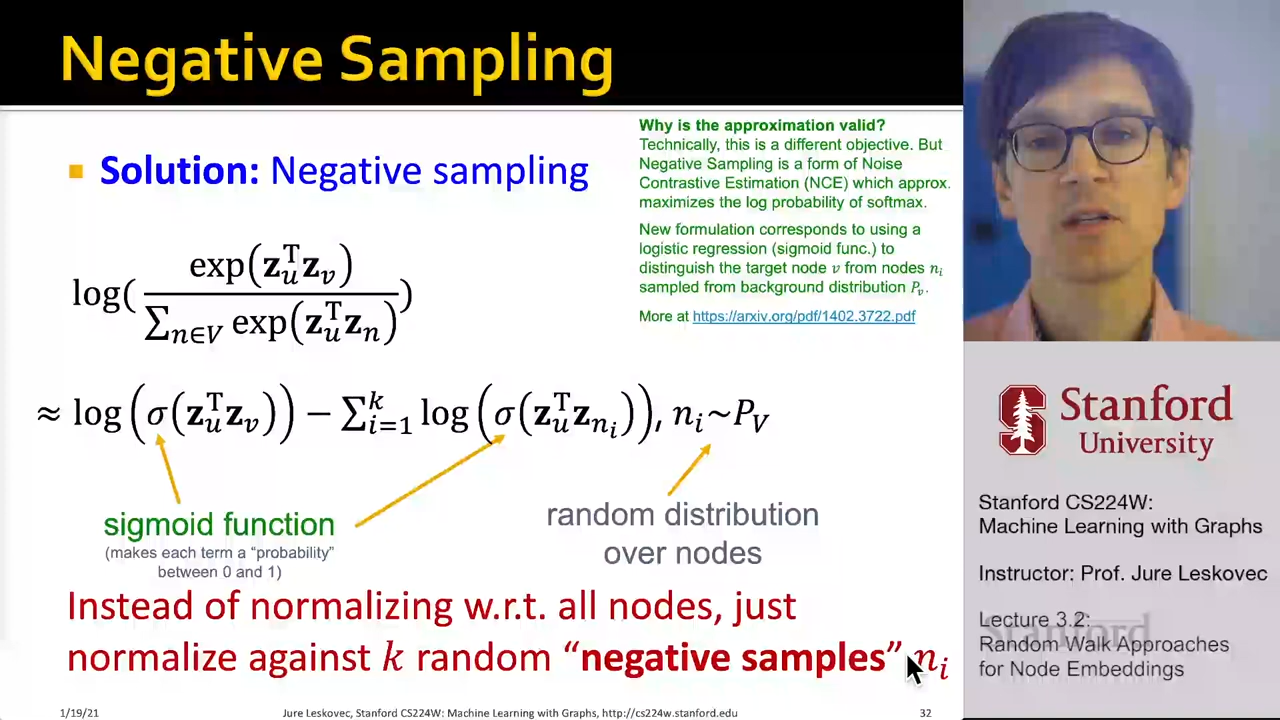 Negative Sampling
Solution: Negative sampling
Why is the approximation valid?
Technically, this is a different objective. But
Negative Sampling is a form of Noise
Contrastive Estimation (NCE) which approx.
maximizes the log probability of softmax.
New formulation corresponds to using a
logistic regression (sigmoid func.) to
distinguish the target node v from nodes nᵢ
sampled from background distribution Pᵥ.
More at https://arxiv.org/pdf/1402.3722.pdf
log( exp(z_u^T z_v) / ∑_{n∈V} exp(z_u^T z_n) )
≈ log(σ(z_u^T z_v)) − ∑_{i=1}^k log(σ(z_u^T z_{n_i})), n_i~P_V
sigmoid function
(makes each term a “probability”
between 0 and 1)
random distribution
over nodes
Instead of normalizing w.r.t. all nodes, just
normalize against k random “negative samples” n_i
1/19/21
Jure Leskovec, Stanford CS224W: Machine Learning with Graphs, http://cs224w.stanford.edu
32
Stanford
University
Stanford CS224W:
Machine Learning with Graphs
Instructor: Prof. Jure Leskovec
Lecture 3.2:
Stanford
Random Walk Approaches
for Node Embeddings